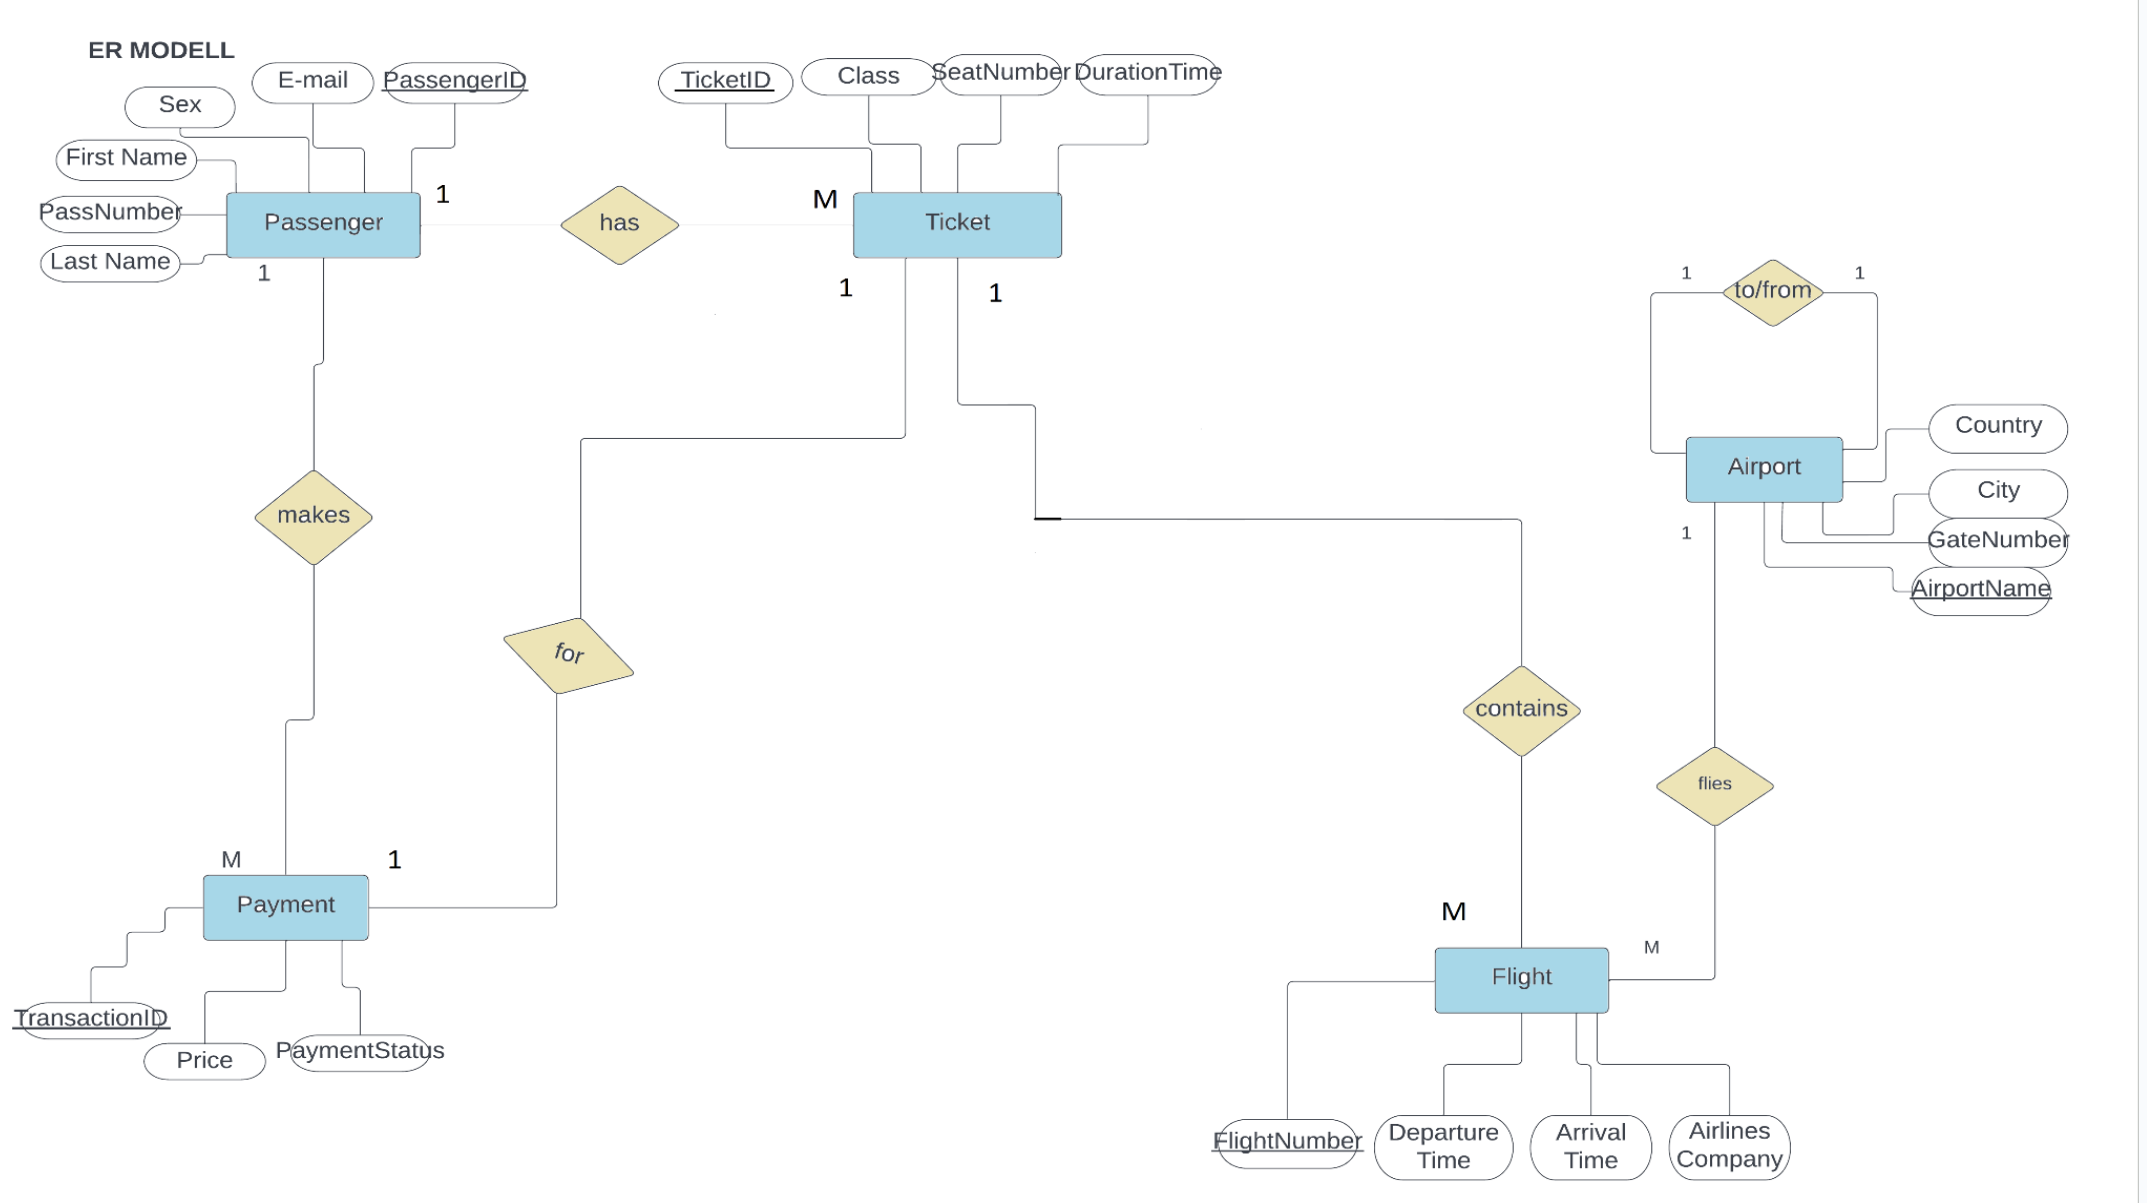 ER MODELL
Sex
E-mail
PassengerID
First Name
PassNumber
Last Name
Passenger
1
1
has
M
TicketID
Class
SeatNumber
DurationTime
Ticket
1
1
1
to/from
1
Airport
Country
City
GateNumber
AirportName
1
makes
for
contains
flies
M
1
Payment
TransactionID
Price
PaymentStatus
M
M
Flight
FlightNumber
Departure
Time
Arrival
Time
Airlines
Company